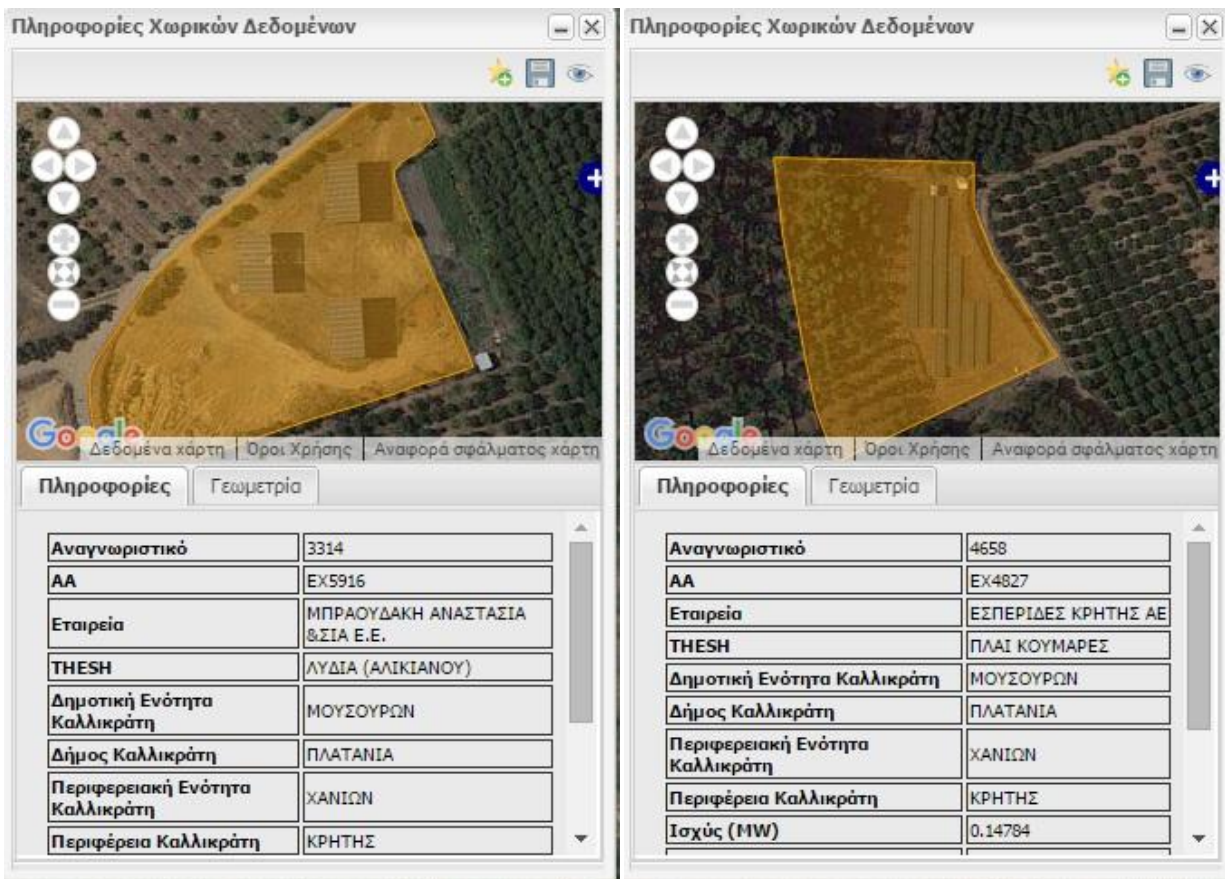 Πληροφορίες Χωρικών Δεδομένων
Google
Δεδομένα χάρτη | Όροι Χρήσης | Αναφορά σφάλματος χάρτη
Πληροφορίες Γεωμετρία
Αναγνωριστικό 3314
ΑΑ EX5916
Εταιρεία ΜΠΡΑΟΥΔΑΚΗ ΑΝΑΣΤΑΣΙΑ
&ΣΙΑ Ε.Ε.
THESH ΛΥΔΙΑ (ΑΛΙΚΙΑΝΟΥ)
Δημοτική Ενότητα
Καλλικράτη ΜΟΥΣΟΥΡΩΝ
Δήμος Καλλικράτη ΠΛΑΤΑΝΙΑ
Περιφερειακή Ενότητα
Καλλικράτη ΧΑΝΙΩΝ
Περιφέρεια Καλλικράτη ΚΡΗΤΗΣ
Πληροφορίες Χωρικών Δεδομένων
Google
Δεδομένα χάρτη | Όροι Χρήσης | Αναφορά σφάλματος χάρτη
Πληροφορίες Γεωμετρία
Αναγνωριστικό 4658
ΑΑ EX4827
Εταιρεία ΕΣΠΕΡΙΔΕΣ ΚΡΗΤΗΣ ΑΕ
THESH ΠΛΑΙ ΚΟΥΜΑΡΕΣ
Δημοτική Ενότητα Καλλικράτη ΜΟΥΣΟΥΡΩΝ
Δήμος Καλλικράτη ΠΛΑΤΑΝΙΑ
Περιφερειακή Ενότητα
Καλλικράτη ΧΑΝΙΩΝ
Περιφέρεια Καλλικράτη ΚΡΗΤΗΣ
Ισχύς (MW) 0.14784